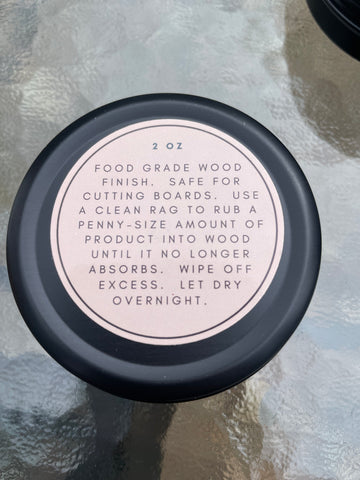 2 OZ
FOOD GRADE WOOD
FINISH. SAFE FOR
CUTTING BOARDS. USE
A CLEAN RAG TO RUB A
PENNY-SIZE AMOUNT OF
PRODUCT INTO WOOD
UNTIL IT NO LONGER
ABSORBS. WIPE OFF
EXCESS. LET DRY
OVERNIGHT.